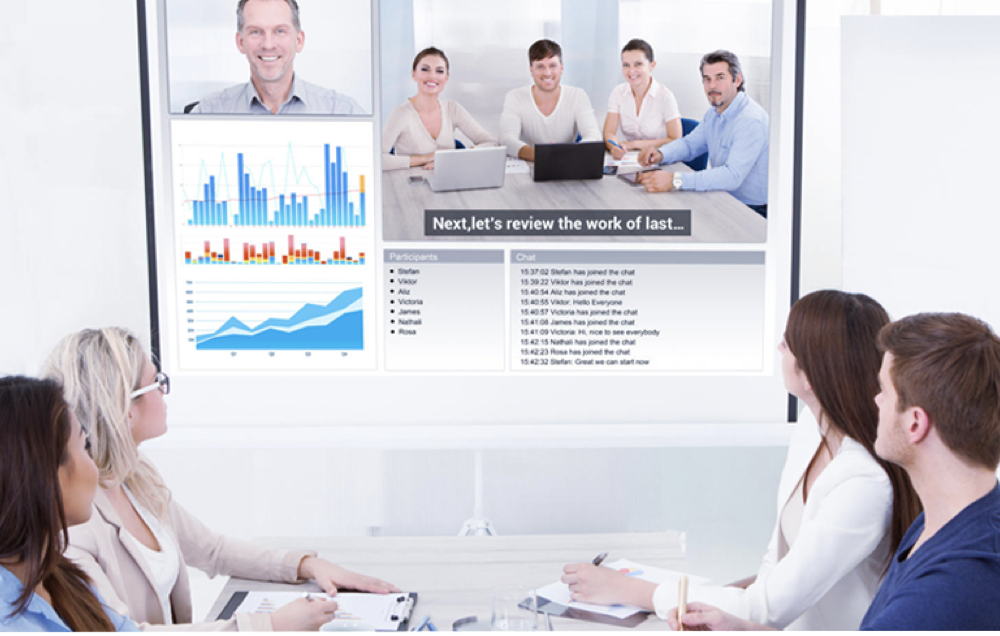 Next,let's review the work of last...
Participants
Stefan
Viktor
Aliz
Victoria
James
Nathali
Rosa
Chat
15:37:02 Stefan has joined the chat
15:39:22 Viktor has joined the chat
15:40:54 Aliz has joined the chat
15:40:55 Viktor: Hello Everyone
15:40:57 Victoria has joined the chat
15:41:08 James has joined the chat
15:41:09 Victoria: Hi, nice to see everybody
15:42:15 Nathali has joined the chat
15:42:23 Rosa has joined the chat
15:42:32 Stefan: Great we can start now